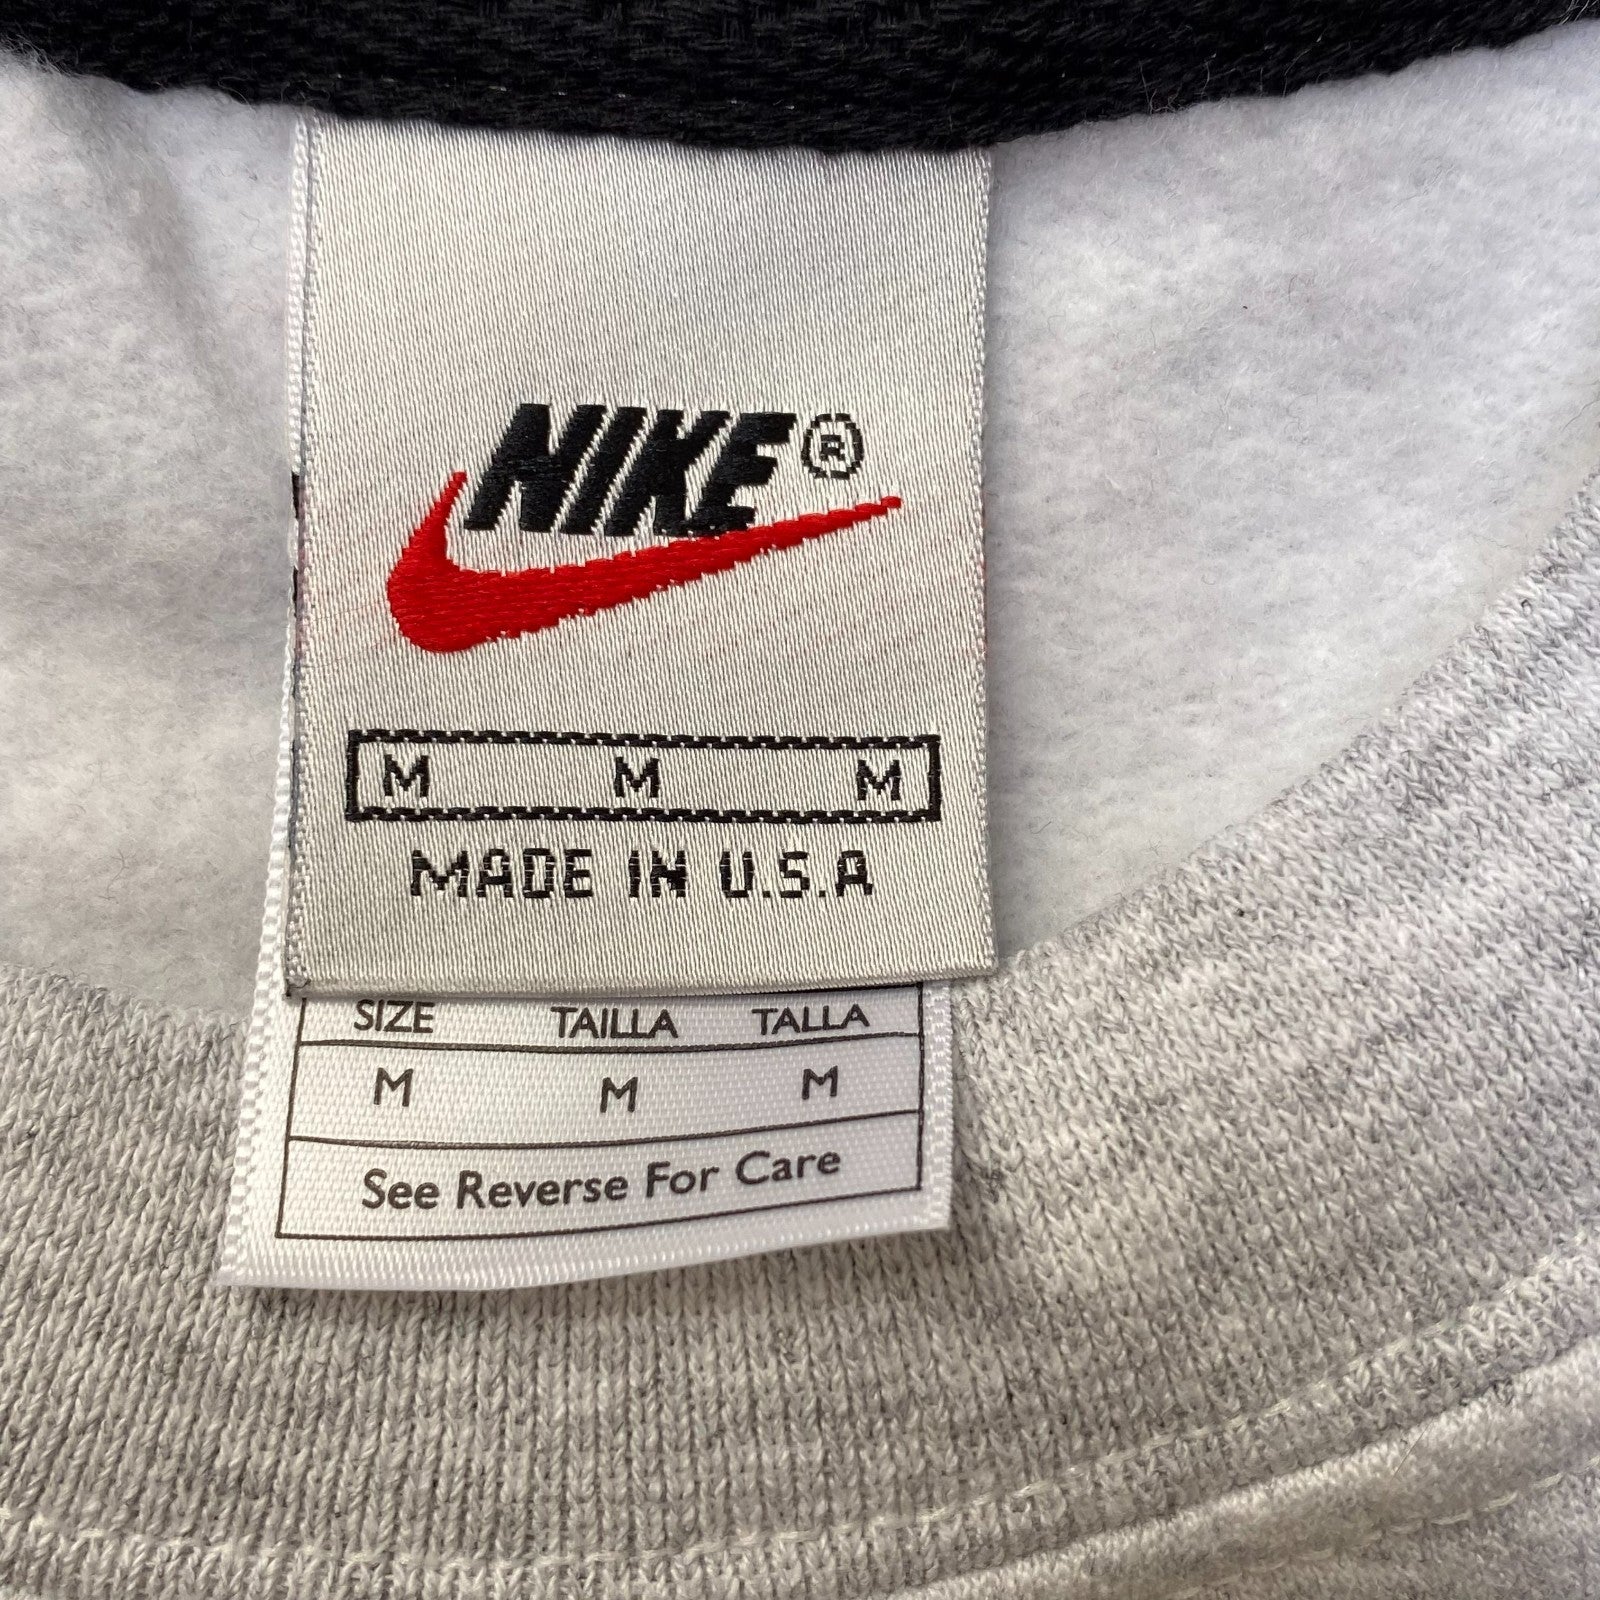 NIKE®
M M M
MADE IN U.S.A
SIZE TAILLA TALLA
M M M
See Reverse For Care